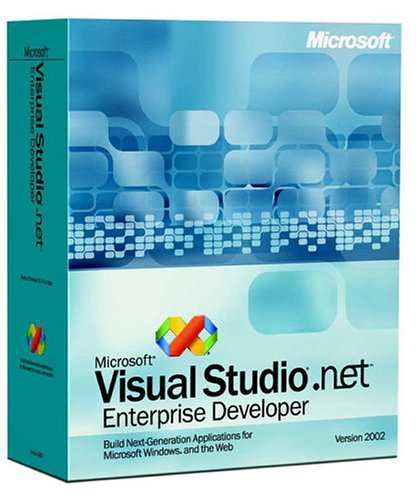 Microsoft®
Microsoft®
Visual Studio®.net™
Enterprise Developer
Build Next-Generation Applications for
Microsoft Windows® and the Web
Version 2002
Microsoft
Visual Studio.net
Enterprise Developer